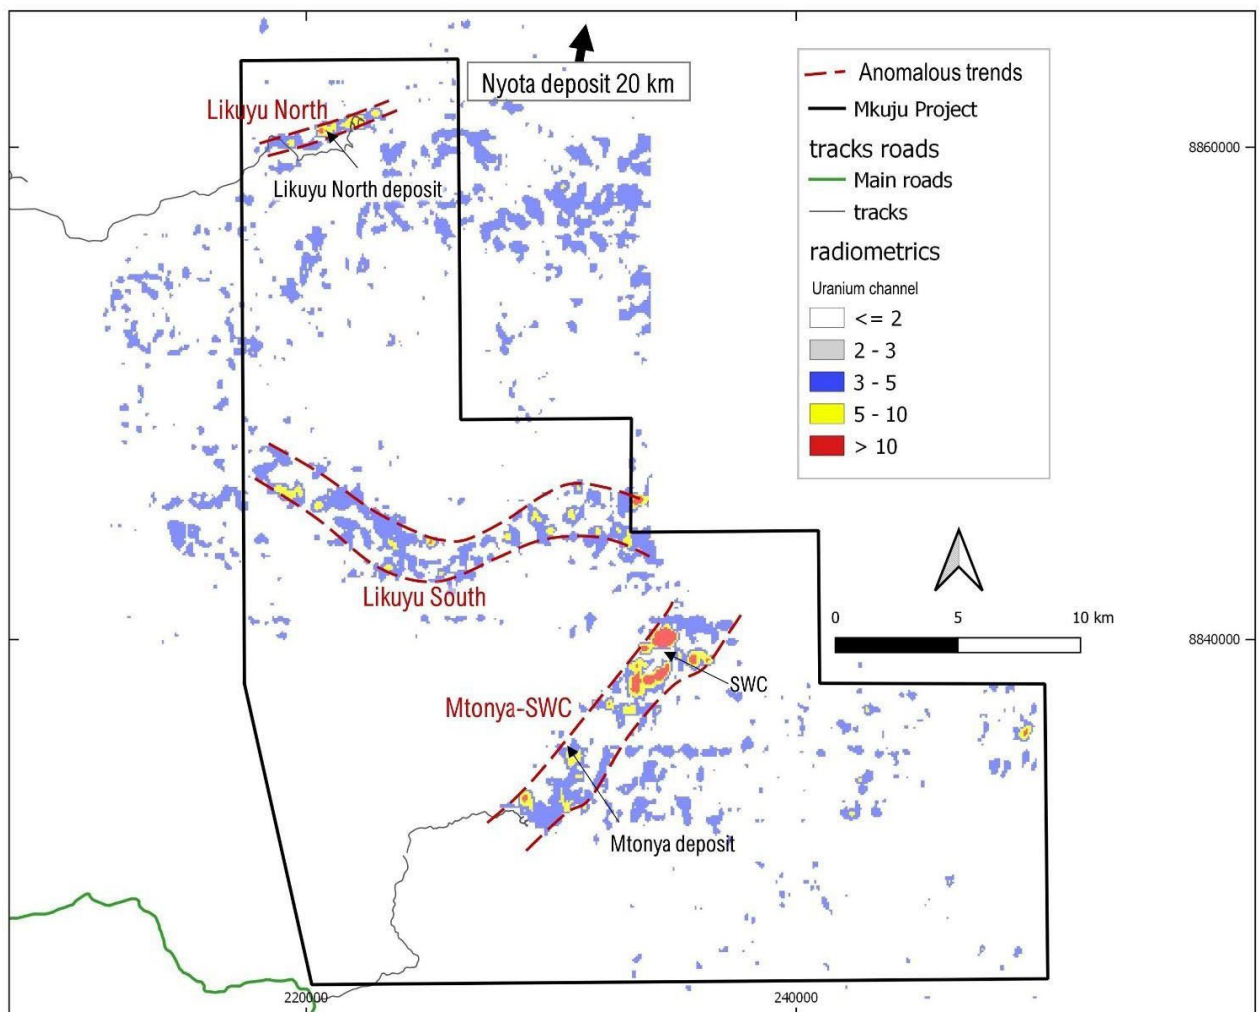 Nyota deposit 20 km
Likuyu North
Likuyu North deposit
Anomalous trends
Mkuju Project
tracks roads
Main roads
tracks
radiometrics
Uranium channel
<= 2
2 - 3
3 - 5
5 - 10
> 10
8860000
Likuyu South
0 5 10 km
8840000
SWC
Mtonya-SWC
Mtonya deposit
220000
240000